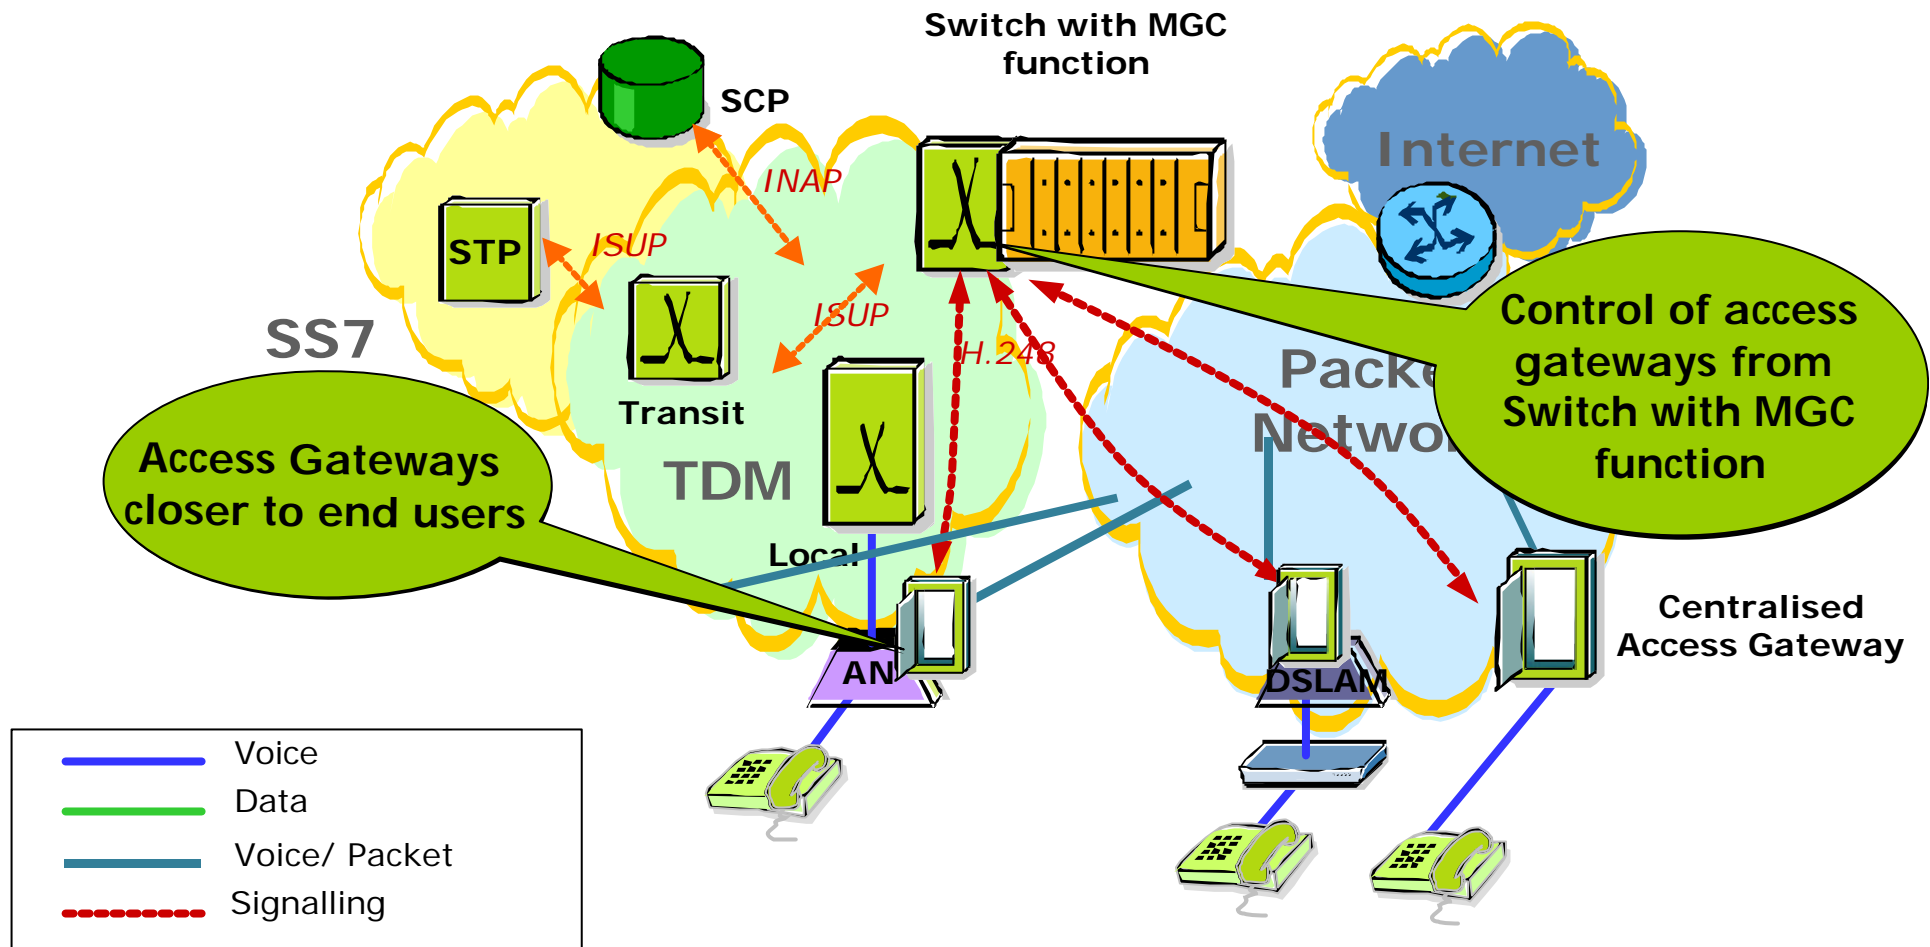 Switch with MGC
function
SCP
Internet
INAP
STP
ISUP
SS7
ISUP
H.248
Transit
TDM
Local
Control of access
gateways from
Switch with MGC
function
Access Gateways
closer to end users
AN
DSLAM
Centralised
Access Gateway
Voice
Data
Voice/ Packet
Signalling